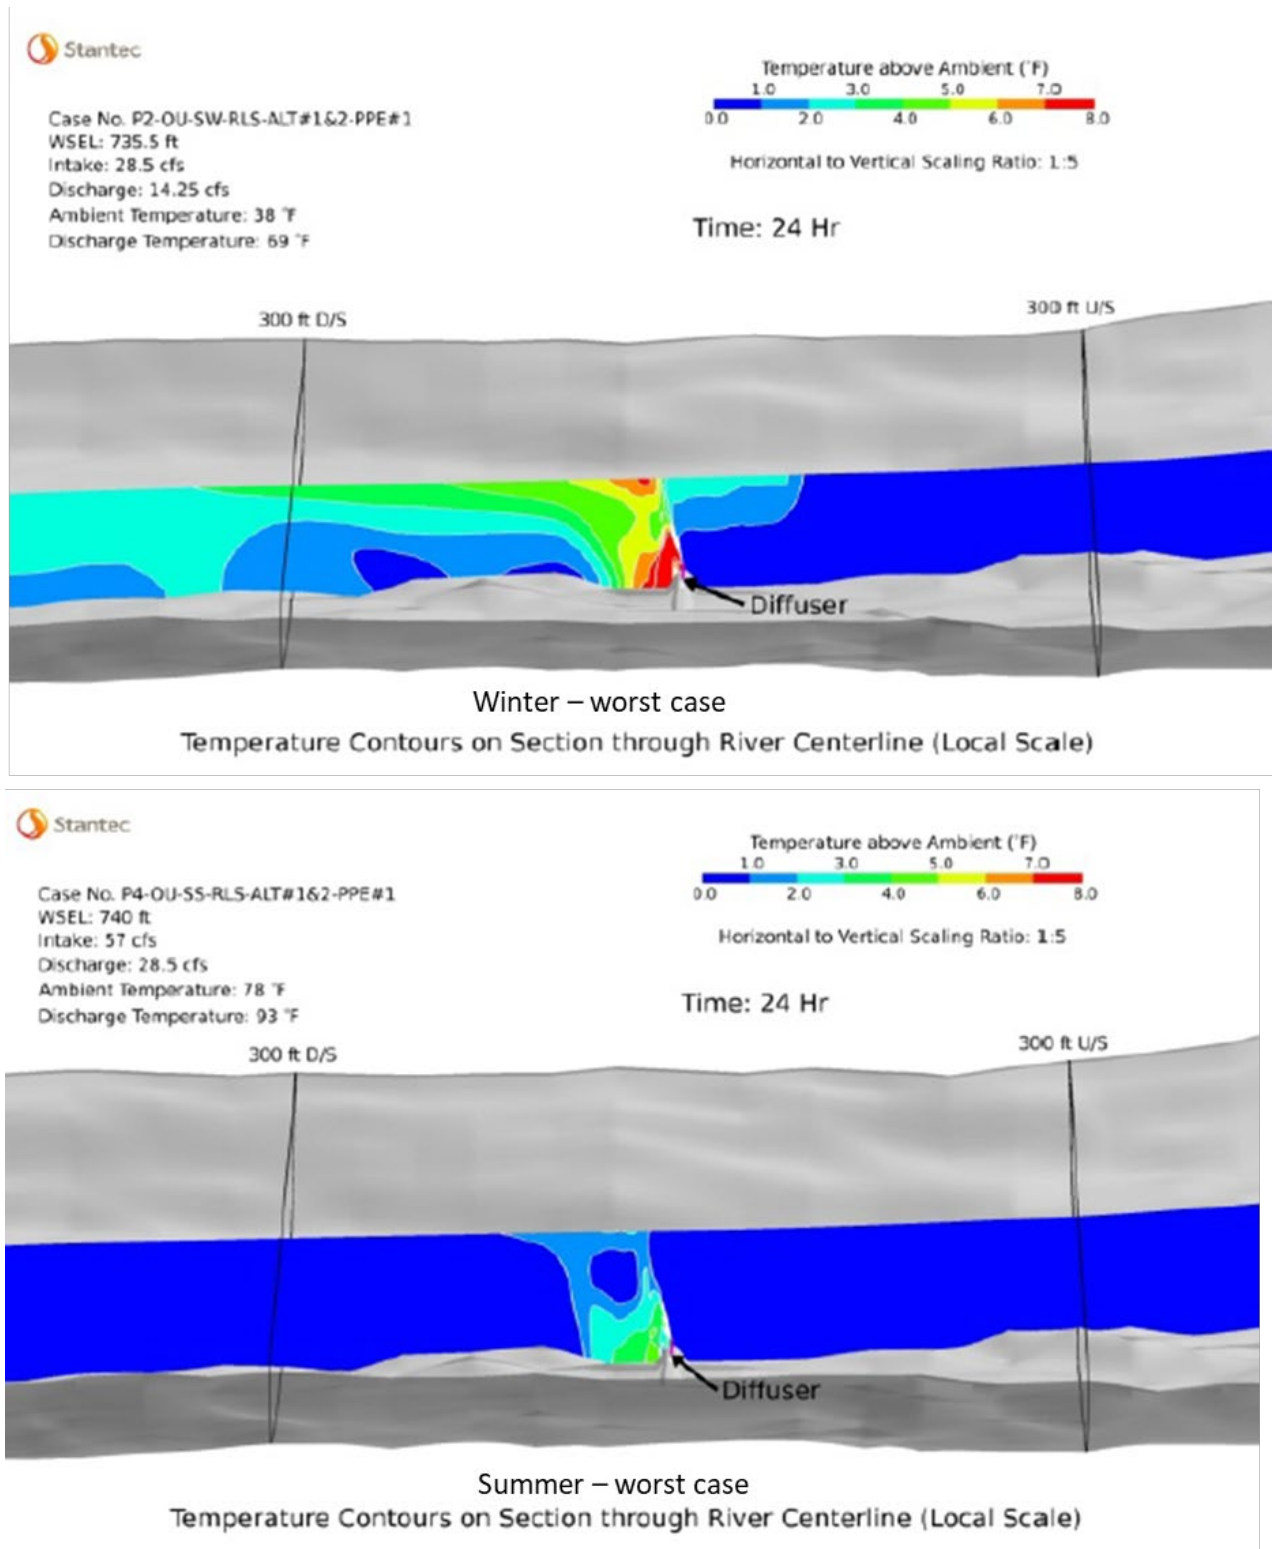 Stantec
Temperature above Ambient (°F)
1.0 3.0 5.0 7.0
0.0 2.0 4.0 6.0 8.0
Case No. P2-OU-SW-RLS-ALT#1&2-PPE#1
WSEL: 735.5 ft
Intake: 28.5 cfs
Discharge: 14.25 cfs
Ambient Temperature: 38 °F
Discharge Temperature: 69 °F
Horizontal to Vertical Scaling Ratio: 1:5
Time: 24 Hr
300 ft D/S
300 ft U/S
Diffuser
Winter – worst case
Temperature Contours on Section through River Centerline (Local Scale)
Stantec
Temperature above Ambient (°F)
1.0 3.0 5.0 7.0
0.0 2.0 4.0 6.0 8.0
Case No. P4-OU-SS-RLS-ALT#1&2-PPE#1
WSEL: 740 ft
Intake: 57 cfs
Discharge: 28.5 cfs
Ambient Temperature: 78 °F
Discharge Temperature: 93 °F
Horizontal to Vertical Scaling Ratio: 1:5
Time: 24 Hr
300 ft D/S
300 ft U/S
Diffuser
Summer – worst case
Temperature Contours on Section through River Centerline (Local Scale)